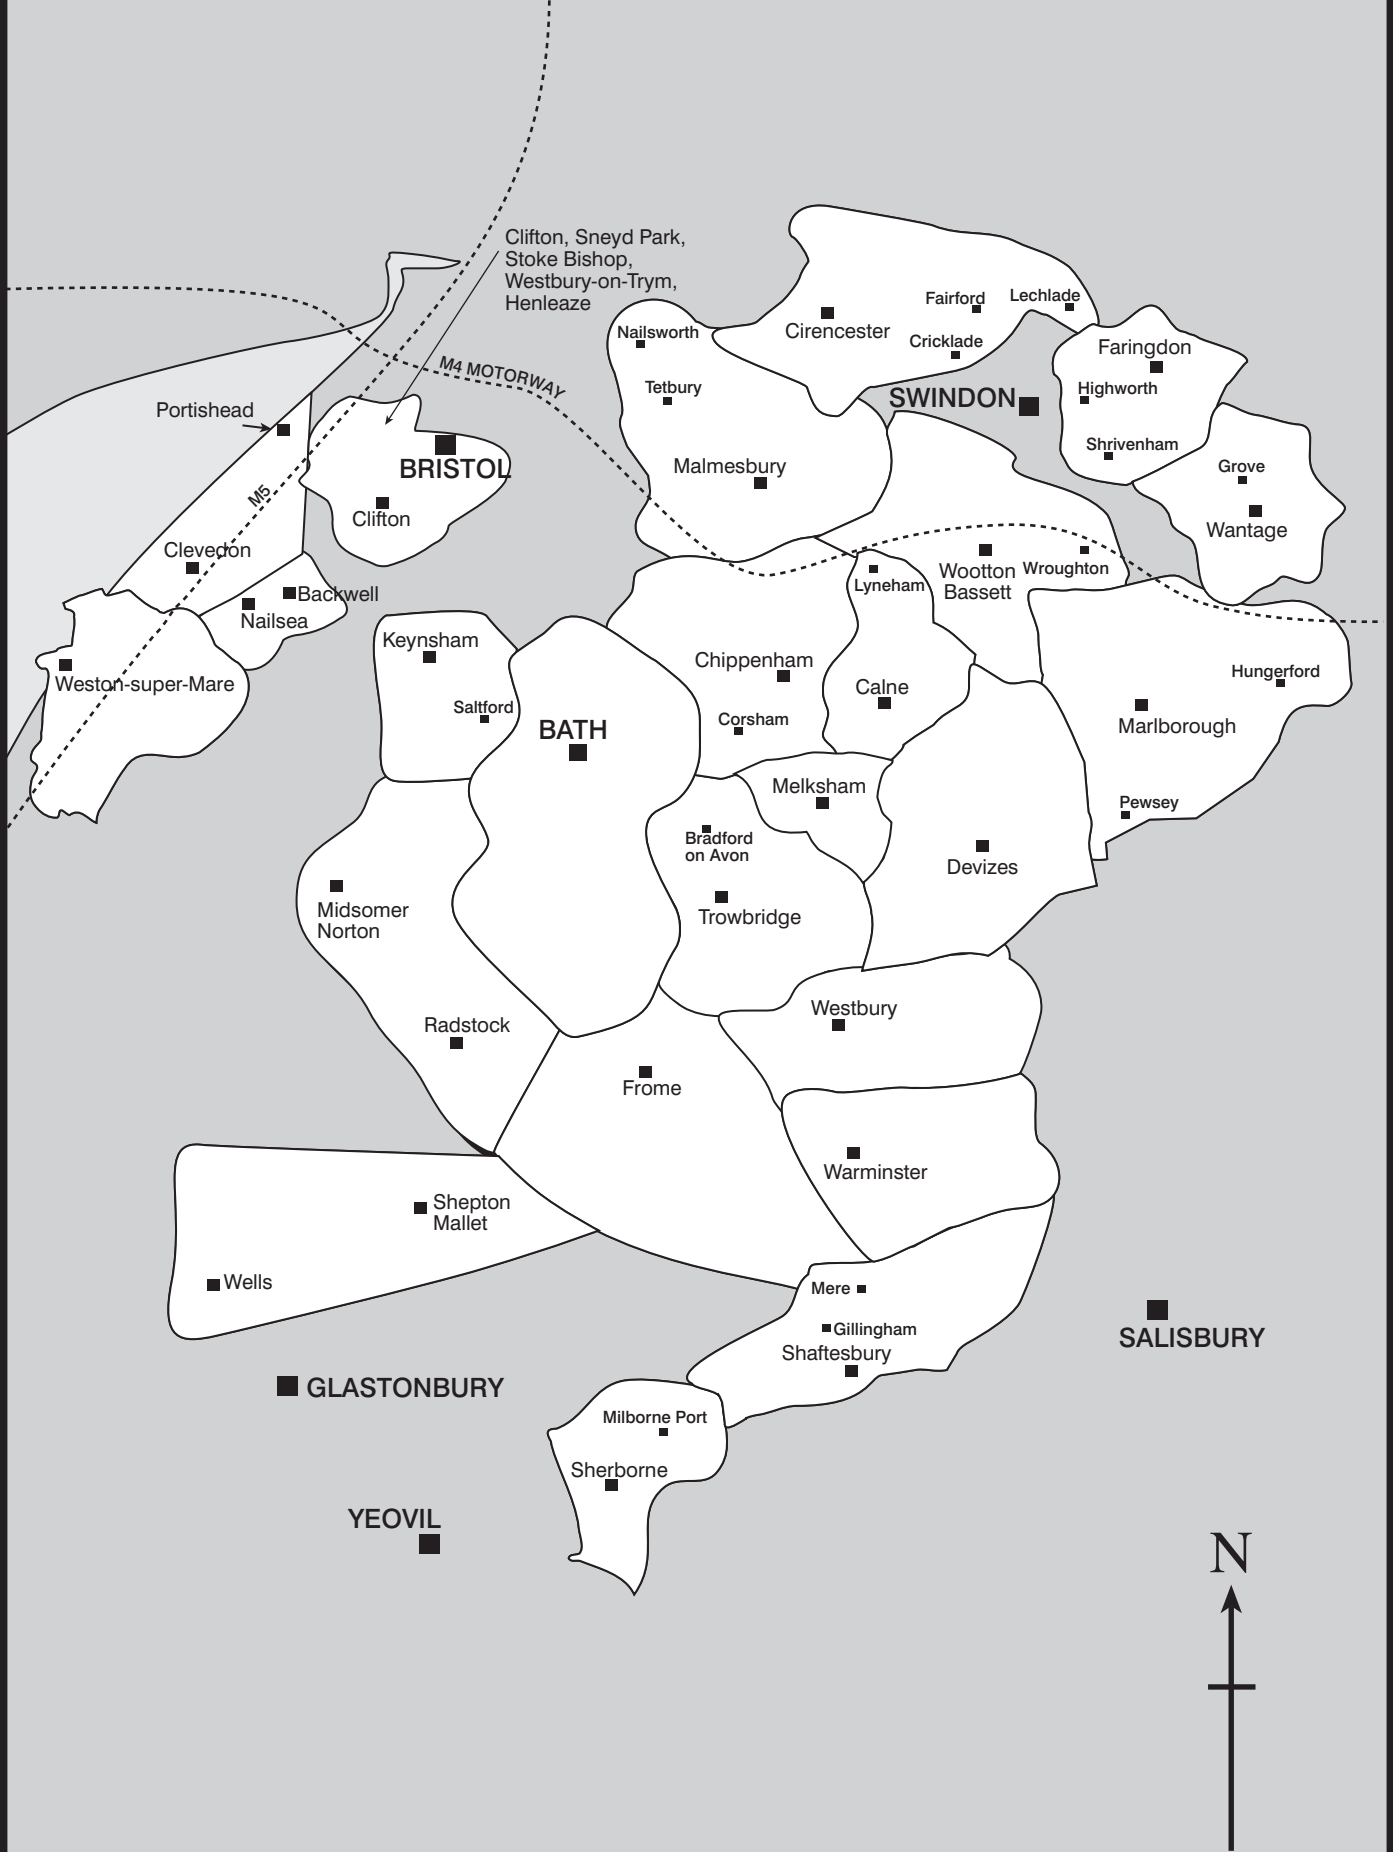 Clifton, Sneyd Park,
Stoke Bishop,
Westbury-on-Trym,
Henleaze
M4 MOTORWAY
M5
Portishead
BRISTOL
Clifton
Clevedon
Backwell
Nailsea
Weston-super-Mare
Nailsworth
Tetbury
Malmesbury
Cirencester
Fairford
Lechlade
Cricklade
SWINDON
Faringdon
Highworth
Shrivenham
Grove
Wantage
Lyneham
Wootton
Bassett
Wroughton
Keynsham
Saltford
BATH
Chippenham
Corsham
Calne
Hungerford
Marlborough
Pewsey
Melksham
Bradford
on Avon
Trowbridge
Devizes
Midsomer
Norton
Radstock
Westbury
Frome
Warminster
Shepton
Mallet
Wells
Mere
Gillingham
Shaftesbury
SALISBURY
GLASTONBURY
Milborne Port
Sherborne
YEOVIL
N